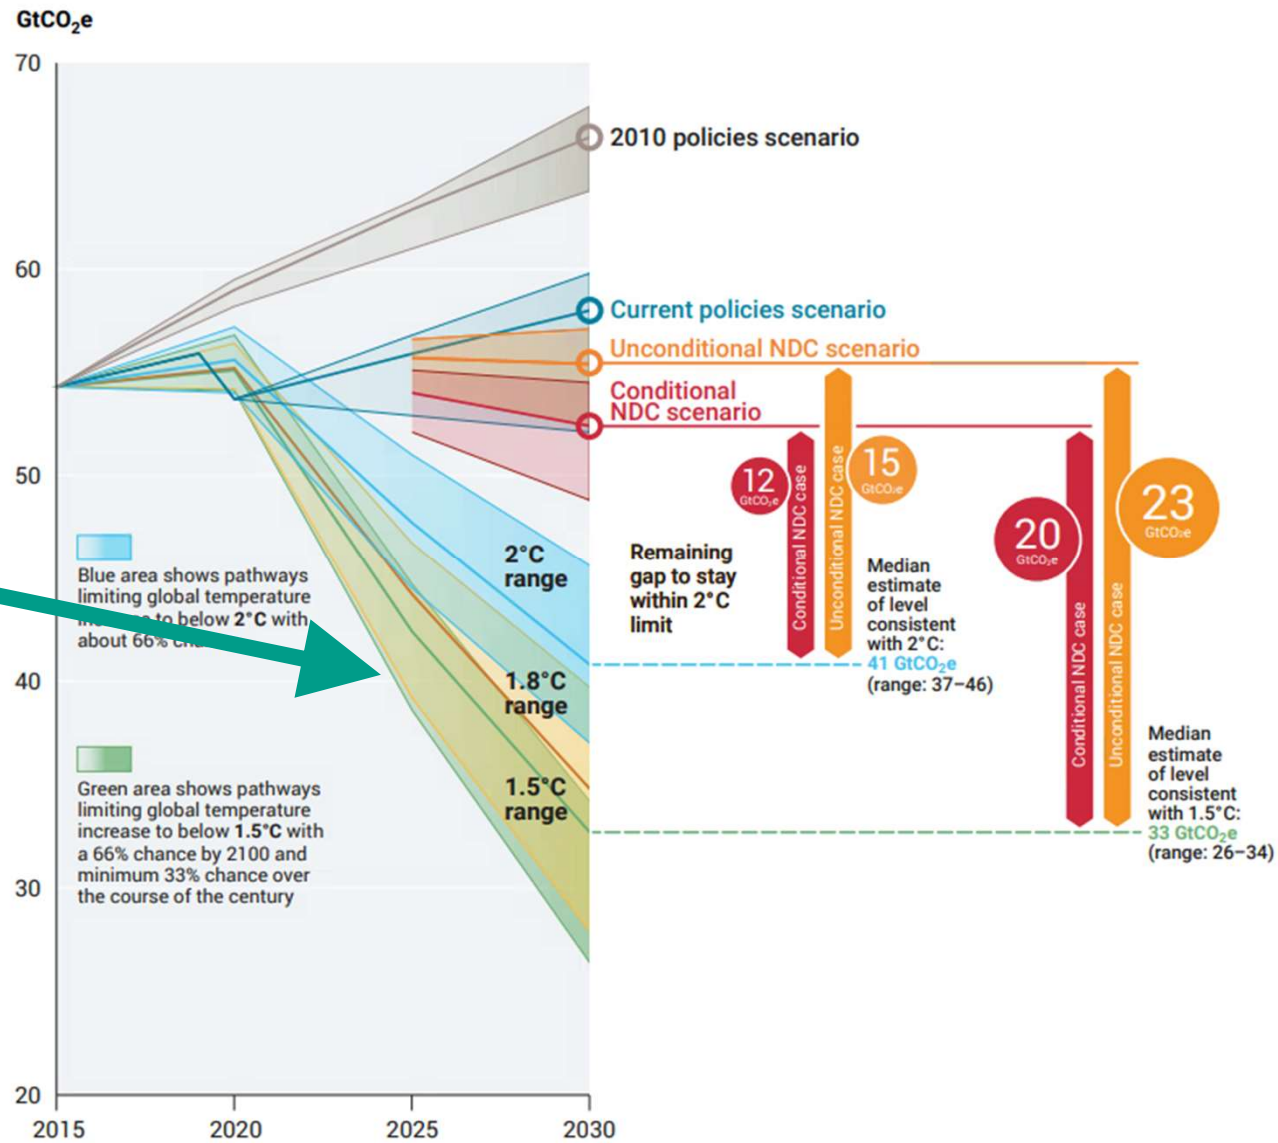 GtCO₂e
70
60
50
40
30
20
2015
2020
2025
2030
2010 policies scenario
Current policies scenario
Unconditional NDC scenario
Conditional
NDC scenario
2°C
range
1.8°C
range
1.5°C
range
Blue area shows pathways
limiting global temperature
to below 2°C with
about 66%
Green area shows pathways
limiting global temperature
increase to below 1.5°C with
a 66% chance by 2100 and
minimum 33% chance over
the course of the century
Remaining
gap to stay
within 2°C
limit
12
GtCO₂e
Conditional NDC case
Unconditional NDC case
15
GtCO₂e
Median
estimate
of level
consistent
with 2°C:
41 GtCO₂e
(range: 37–46)
20
GtCO₂e
Conditional NDC case
Unconditional NDC case
23
GtCO₂e
Median
estimate
of level
consistent
with 1.5°C:
33 GtCO₂e
(range: 26–34)